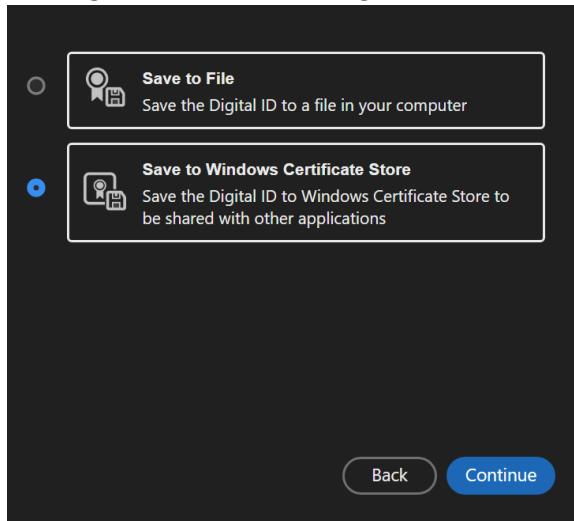 Save to File
Save the Digital ID to a file in your computer
Save to Windows Certificate Store
Save the Digital ID to Windows Certificate Store to
be shared with other applications
Back
Continue